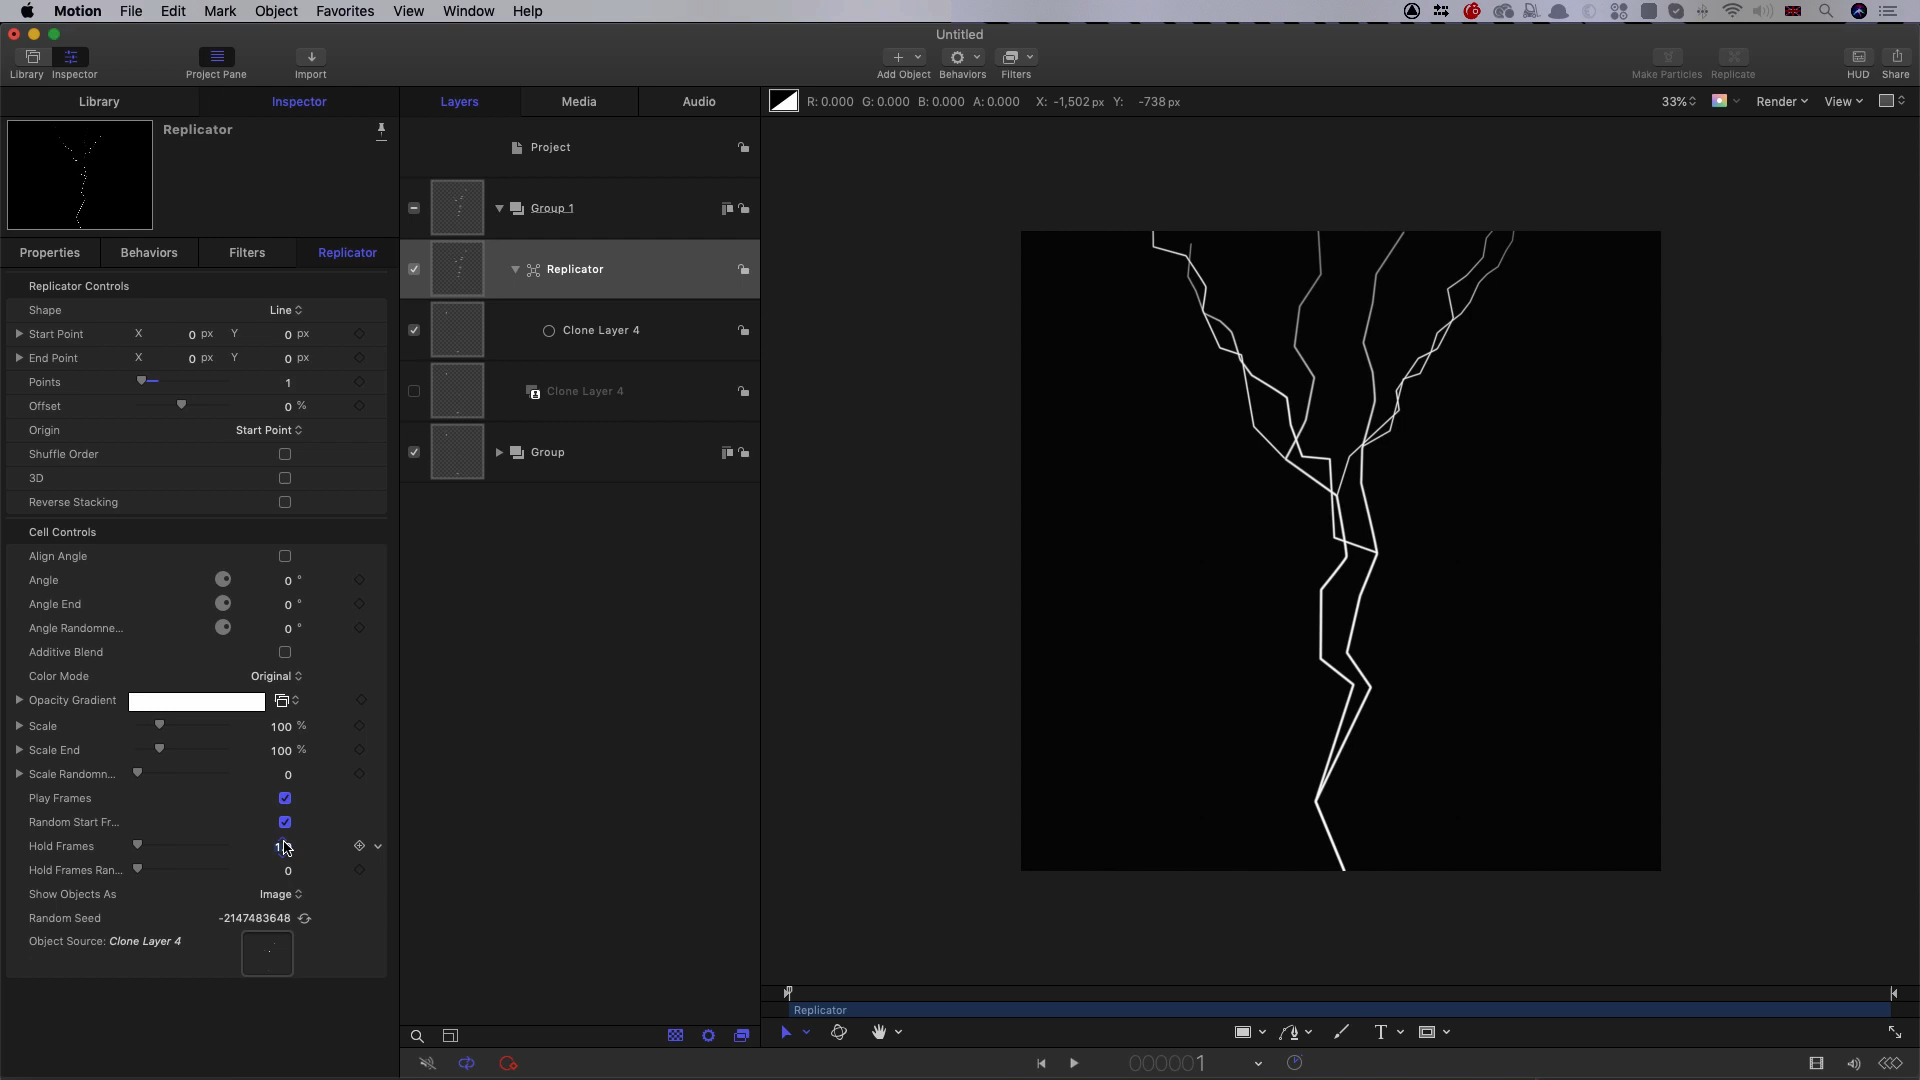 Motion File Edit Mark Object Favorites View Window Help
Untitled
Library Inspector Project Pane Import Add Object Behaviors Filters Make Particles Replicate HUD Share
Library Inspector Layers Media Audio R: 0.000 G: 0.000 B: 0.000 A: 0.000 X: -1,502 px Y: -738 px 33% Render View
Replicator
Properties Behaviors Filters Replicator
Replicator Controls
Shape Line
Start Point X 0 px Y 0 px
End Point X 0 px Y 0 px
Points 1
Offset 0 %
Origin Start Point
Shuffle Order
3D
Reverse Stacking
Cell Controls
Align Angle
Angle 0 °
Angle End 0 °
Angle Randomne...
0 °
Additive Blend
Color Mode Original
Opacity Gradient
Scale 100 %
Scale End 100 %
Scale Randomn... 0
Play Frames
Random Start Fr...
Hold Frames
Hold Frames Ran... 0
Show Objects As Image
Random Seed -2147483648
Object Source: Clone Layer 4
Project
Group 1
Replicator
Clone Layer 4
Clone Layer 4
Group
Replicator
T
000001